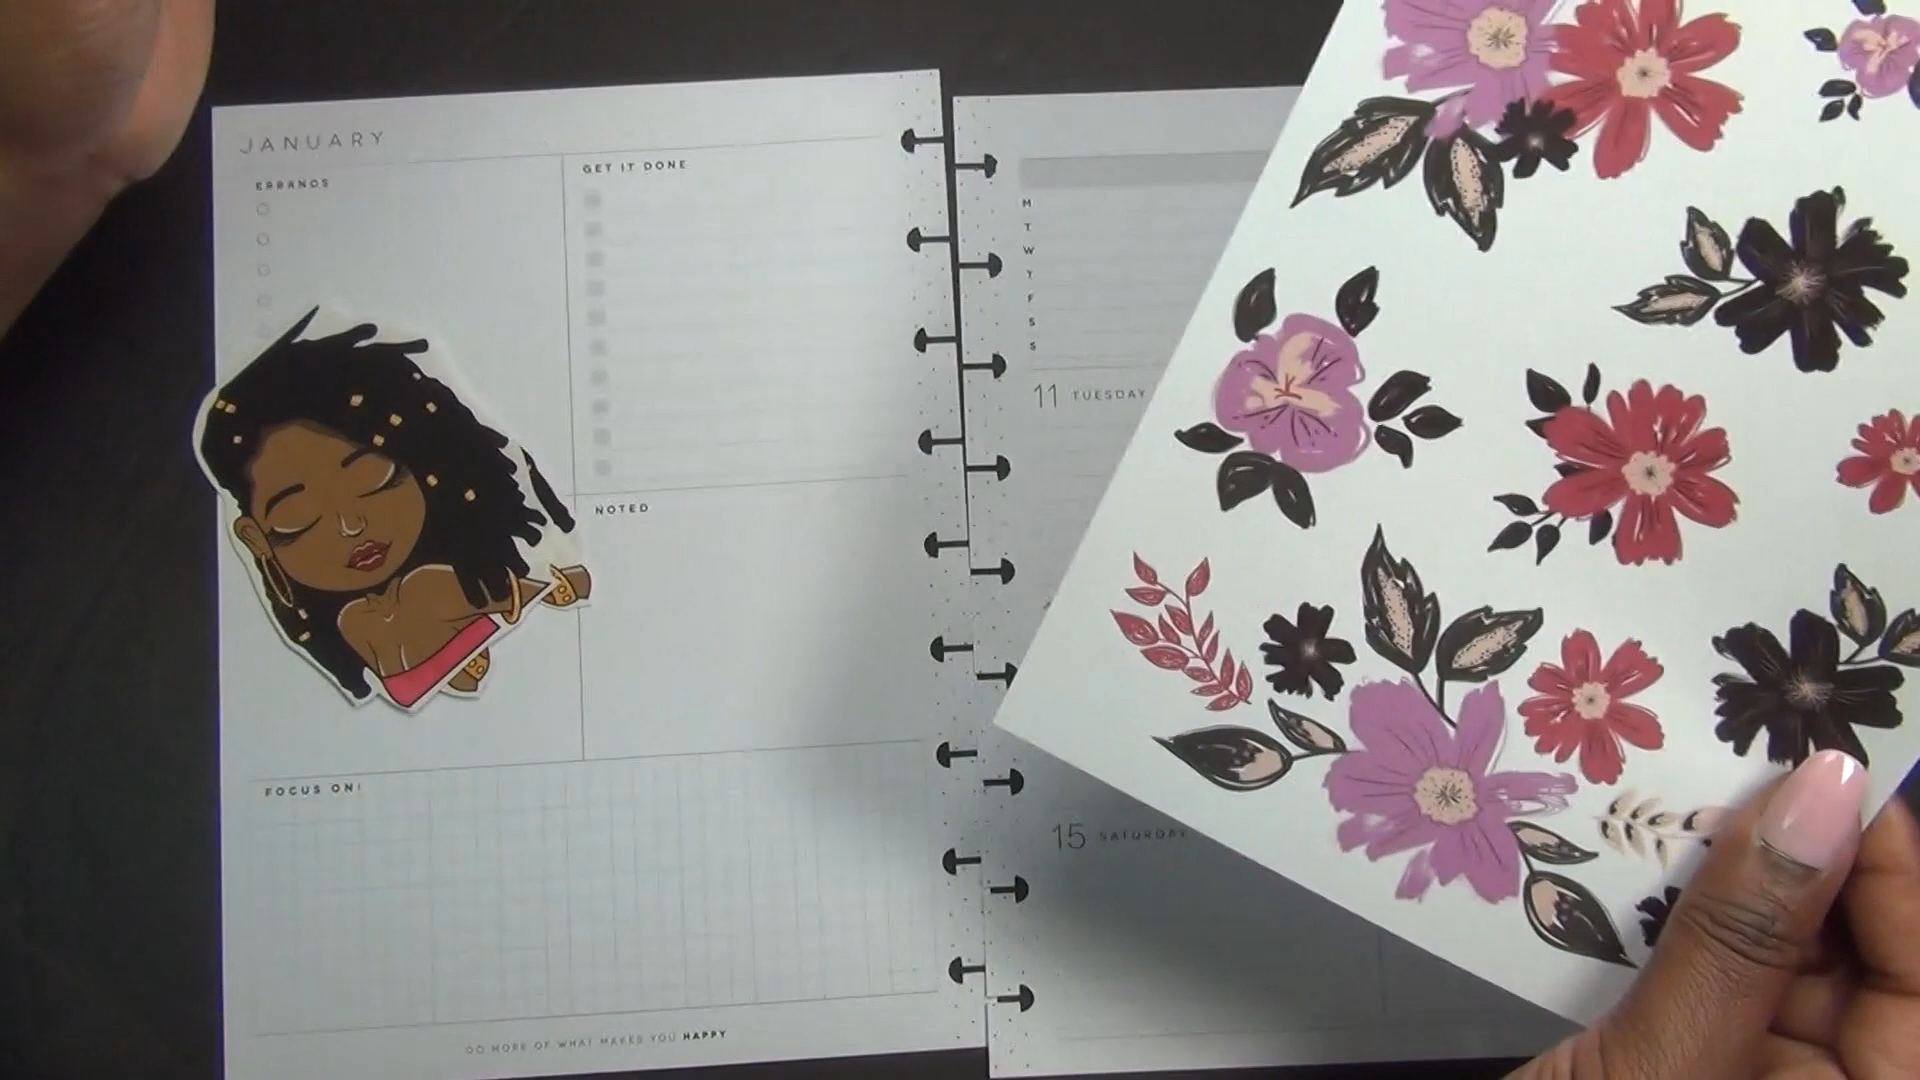 JANUARY
ERRANDS
GET IT DONE
NOTED
FOCUS ON:
DO MORE OF WHAT MAKES YOU HAPPY
M
T
W
T
F
S
S
11 TUESDAY
15 SATURDAY